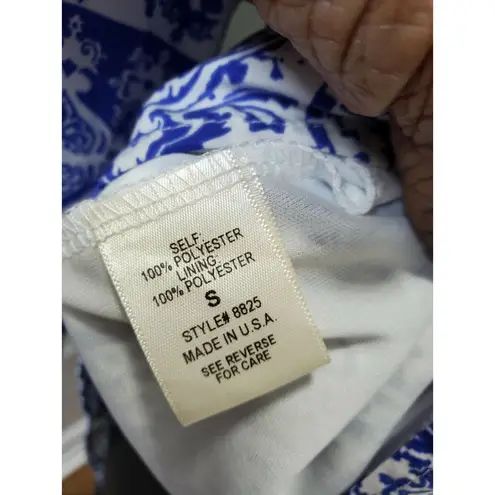 SELF:
100% POLYESTER
LINING:
100% POLYESTER
S
STYLE# 8825
MADE IN U.S.A.
SEE REVERSE
FOR CARE